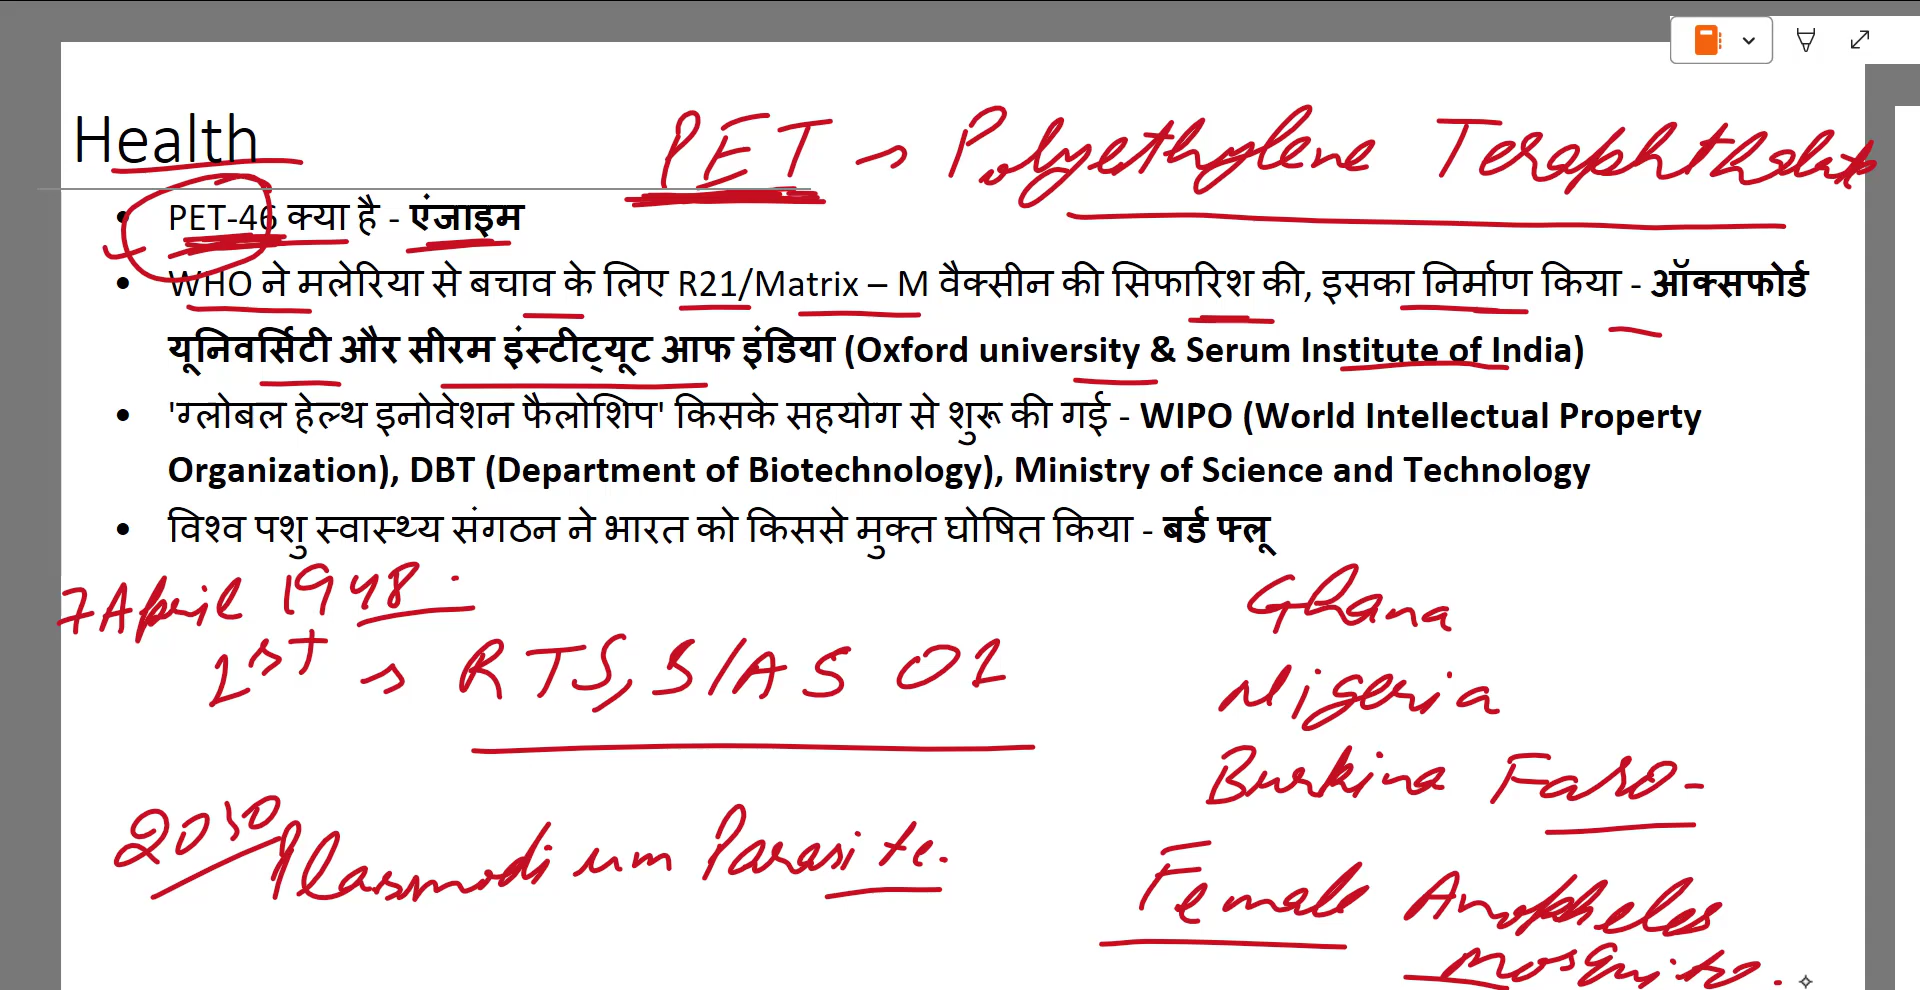 Health
PET → Polyethylene Teraphthalate
• PET-46 क्या है - एंजाइम
• WHO ने मलेरिया से बचाव के लिए R21/Matrix – M वैक्सीन की सिफारिश की, इसका निर्माण किया - ऑक्सफोर्ड
यूनिवर्सिटी और सीरम इंस्टीट्यूट आफ इंडिया (Oxford university & Serum Institute of India)
• 'ग्लोबल हेल्थ इनोवेशन फैलोशिप' किसके सहयोग से शुरू की गई - WIPO (World Intellectual Property
Organization), DBT (Department of Biotechnology), Ministry of Science and Technology
• विश्व पशु स्वास्थ्य संगठन ने भारत को किससे मुक्त घोषित किया - बर्ड फ्लू
7 April 1948.
1st → RTS,S/AS 01
2030
Plasmodium Parasite.
Ghana
Nigeria
Burkina Faso-
Female Anopheles
mosquito.